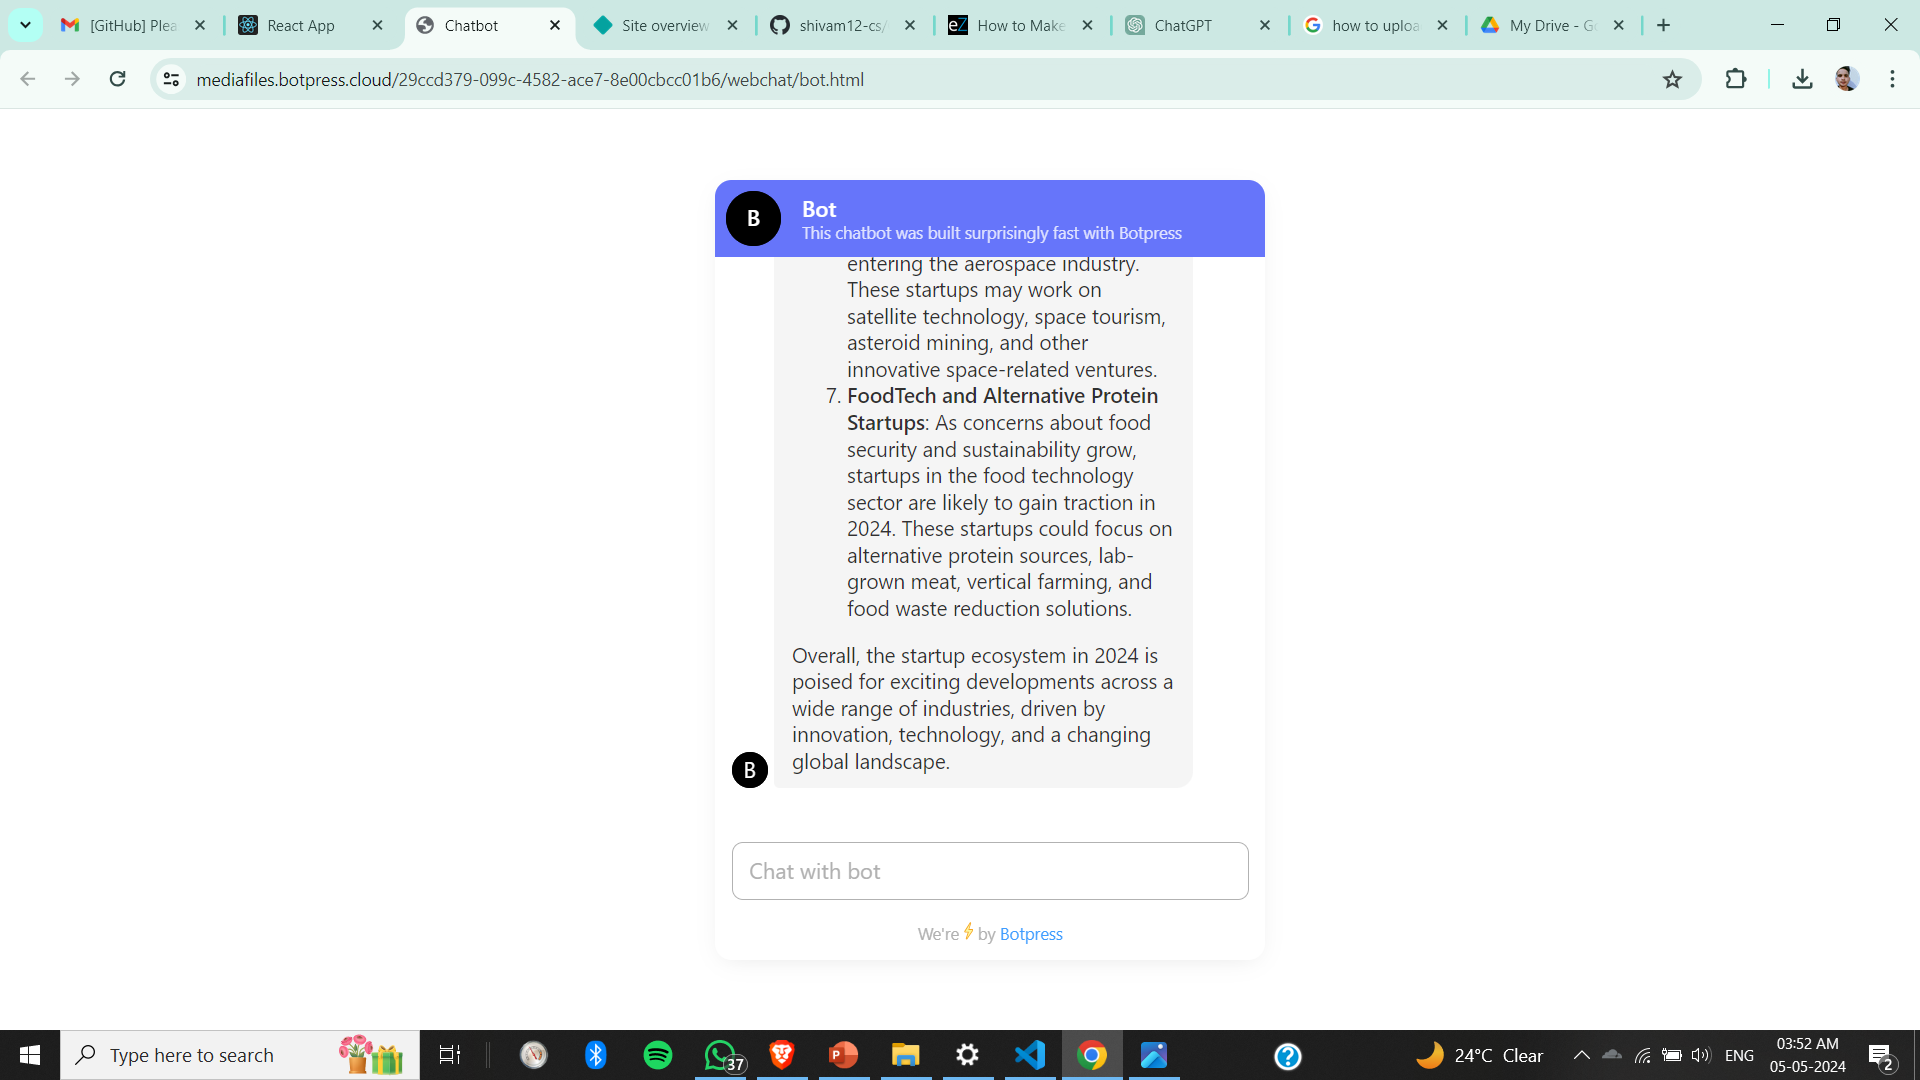 [GitHub] Plea
React App
Chatbot
Site overview
shivam12-cs/
How to Make
ChatGPT
how to uploa
My Drive - Go
mediafiles.botpress.cloud/29ccd379-099c-4582-ace7-8e00cbcc01b6/webchat/bot.html
B
Bot
This chatbot was built surprisingly fast with Botpress
entering the aerospace industry.
These startups may work on
satellite technology, space tourism,
asteroid mining, and other
innovative space-related ventures.
7. FoodTech and Alternative Protein
Startups: As concerns about food
security and sustainability grow,
startups in the food technology
sector are likely to gain traction in
2024. These startups could focus on
alternative protein sources, lab-
grown meat, vertical farming, and
food waste reduction solutions.
Overall, the startup ecosystem in 2024 is
poised for exciting developments across a
wide range of industries, driven by
innovation, technology, and a changing
global landscape.
B
Chat with bot
We're⚡by Botpress
Type here to search
37
24°C Clear
ENG
03:52 AM
05-05-2024
2